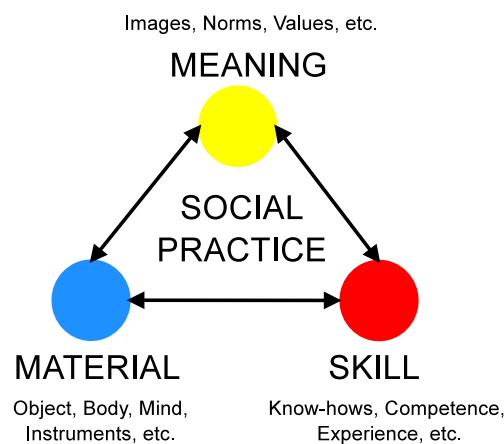 Images, Norms, Values, etc.
MEANING
SOCIAL
PRACTICE
MATERIAL
Object, Body, Mind,
Instruments, etc.
SKILL
Know-hows, Competence,
Experience, etc.